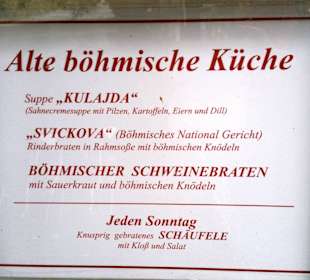 Alte böhmische Küche
Suppe „KULAJDA“
(Sahnecremesuppe mit Pilzen, Kartoffeln, Eiern und Dill)
„SVICKOVA“ (Böhmisches National Gericht)
Rinderbraten in Rahmsoße mit böhmischen Knödeln
BÖHMISCHER SCHWEINEBRATEN
mit Sauerkraut und böhmischen Knödeln
Jeden Sonntag
Knusprig gebratenes SCHÄUFELE
mit Kloß und Salat